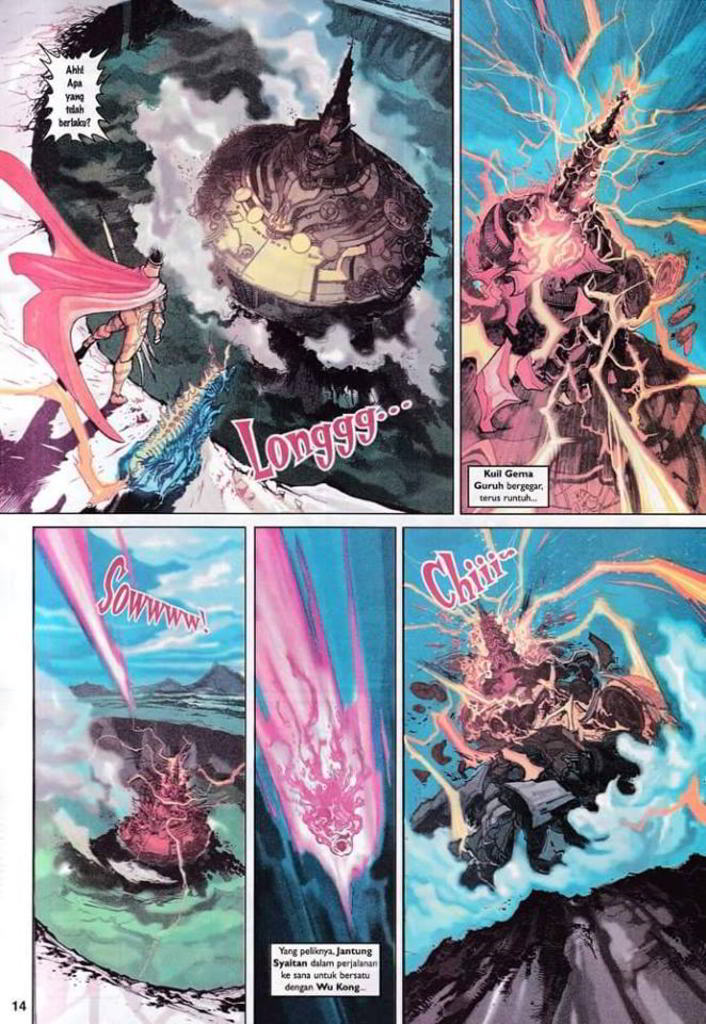 Ahh!
Apa
yang
telah
berlaku?
Longgg...
Kuil Gema
Guruh bergegar,
terus runtuh...
Sowwww!
Yang peliknya, Jantung
Syaitan dalam perjalanan
ke sana untuk bersatu
dengan Wu Kong...
Chiii~
14